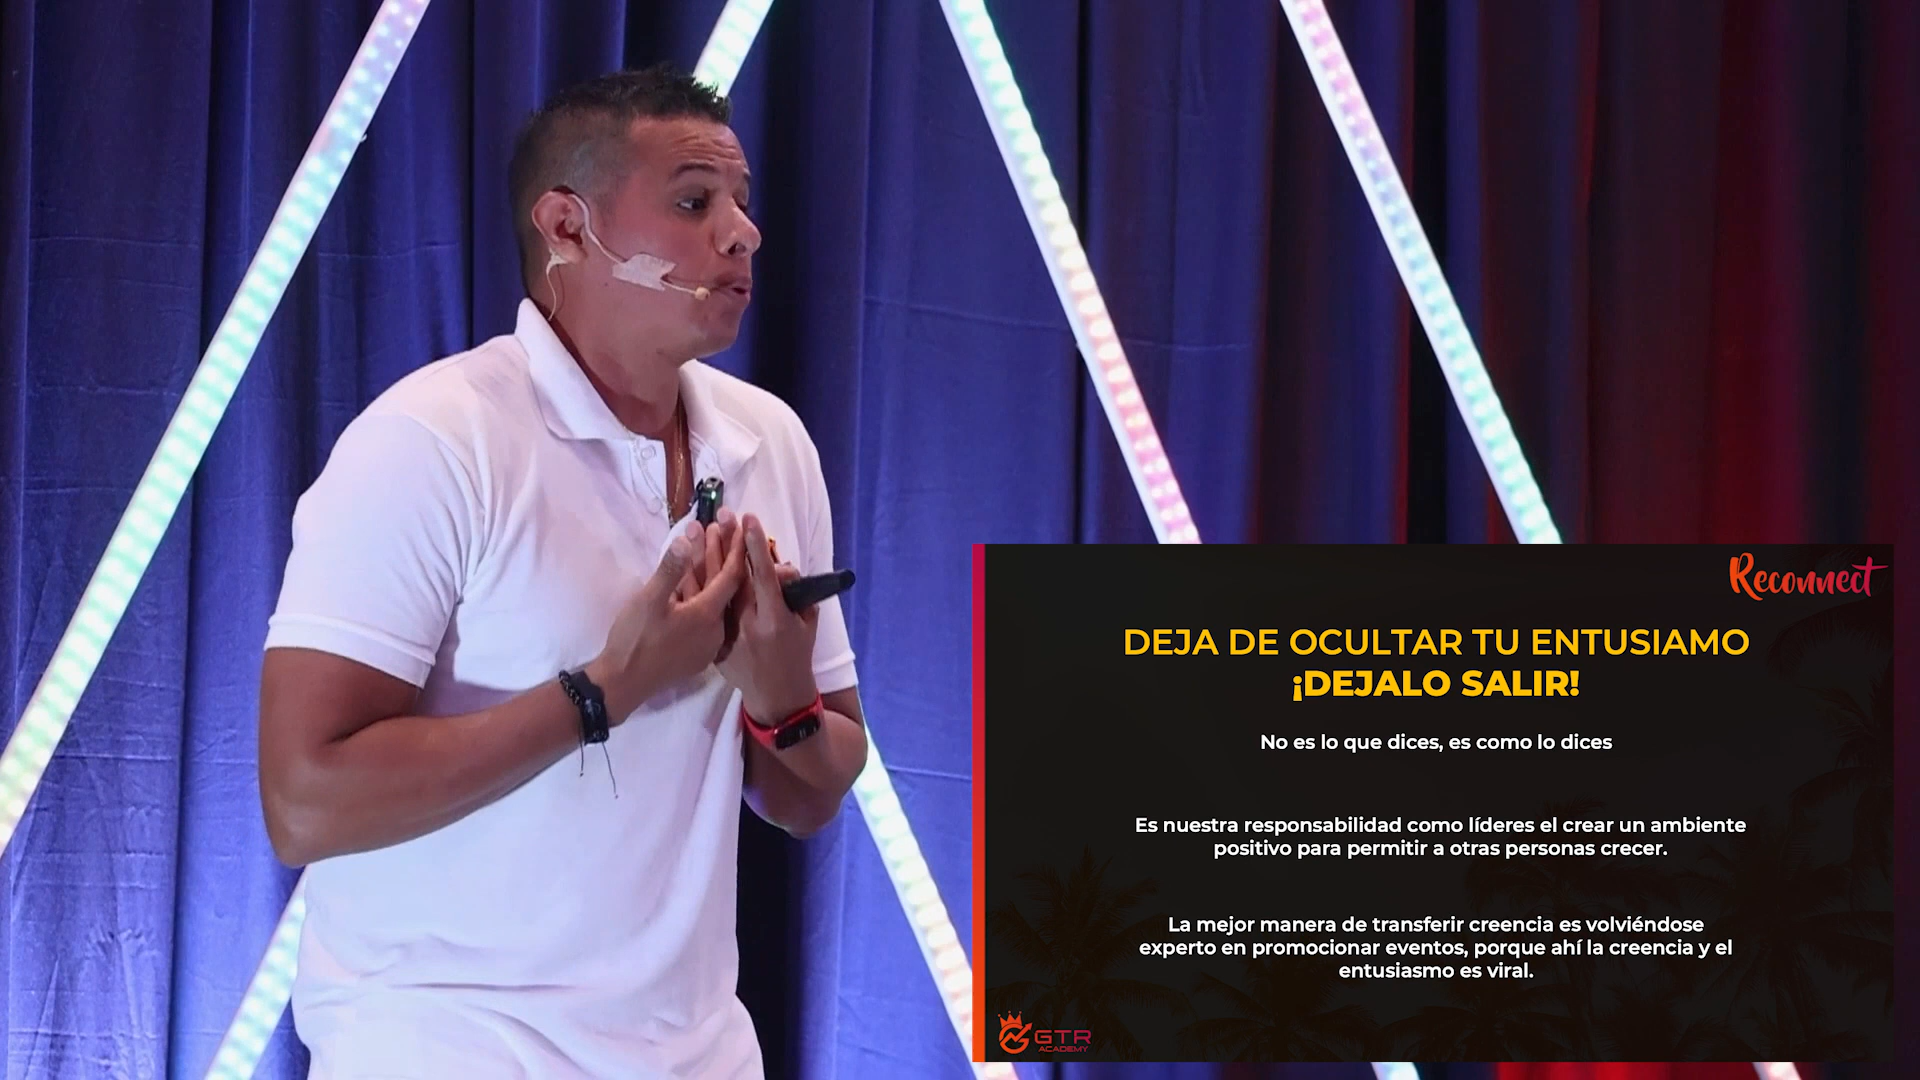 Reconnect
DEJA DE OCULTAR TU ENTUSIAMO
¡DEJALO SALIR!
No es lo que dices, es como lo dices
Es nuestra responsabilidad como líderes el crear un ambiente
positivo para permitir a otras personas crecer.
La mejor manera de transferir creencia es volviéndose
experto en promocionar eventos, porque ahí la creencia y el
entusiasmo es viral.
GTR
ACADEMY